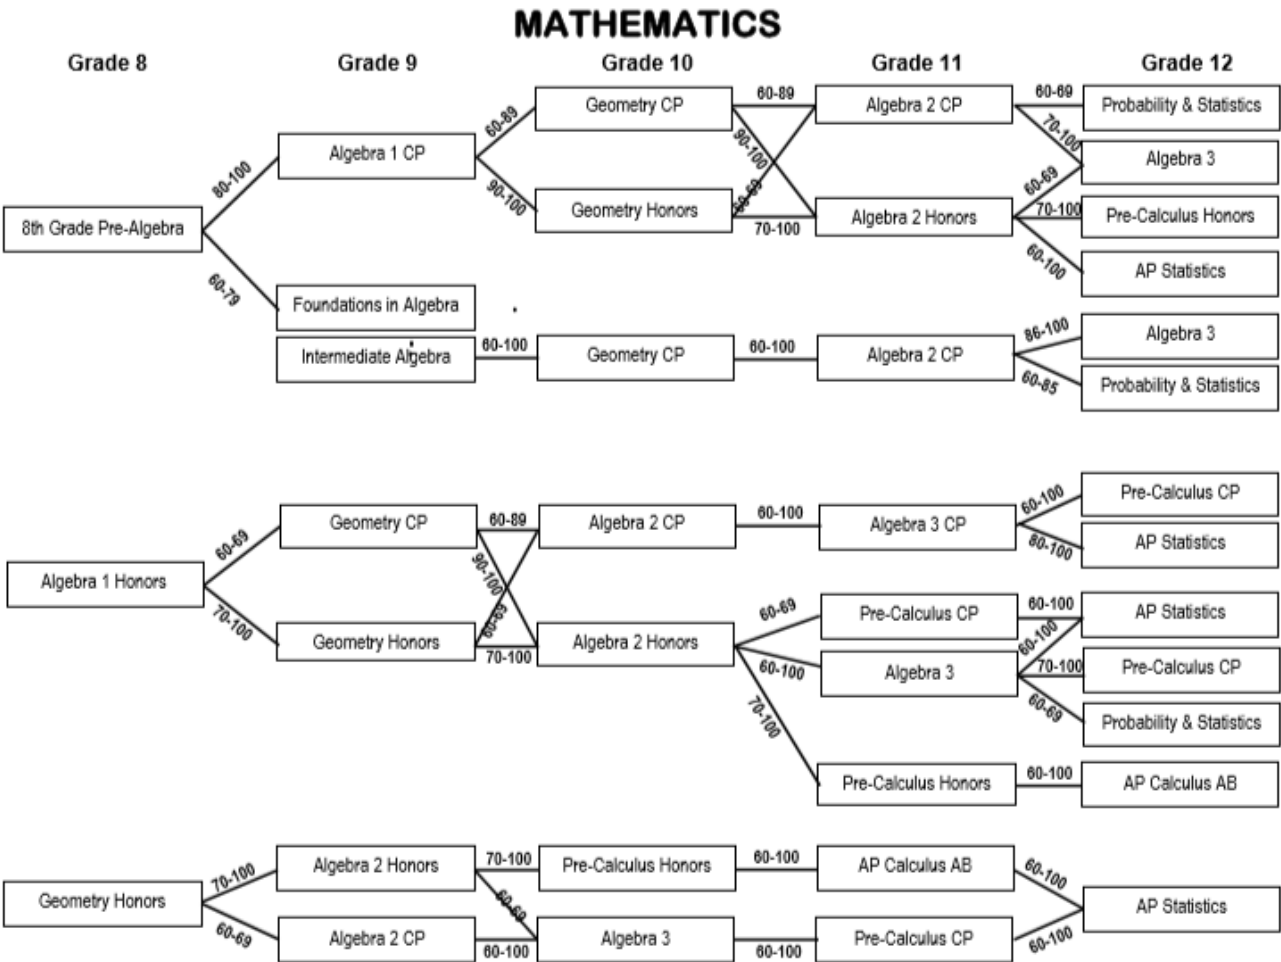 MATHEMATICS
Grade 8 Grade 9 Grade 10 Grade 11 Grade 12
60-89 60-69
Geometry CP Algebra 2 CP Probability & Statistics
60-89 70-100
Algebra 1 CP 90-100 Algebra 3
80-100 60-69
90-100 60-69 70-100
Geometry Honors Algebra 2 Honors Pre-Calculus Honors
8th Grade Pre-Algebra 70-100
60-100
AP Statistics
60-79
Foundations in Algebra
86-100 Algebra 3
Intermediate Algebra 60-100 Geometry CP 60-100 Algebra 2 CP
60-85 Probability & Statistics
60-100 Pre-Calculus CP
Geometry CP 60-89 Algebra 2 CP 60-100 Algebra 3 CP
60-69 80-100 AP Statistics
90-100
Algebra 1 Honors
70-100 60-69 60-69 Pre-Calculus CP 60-100 AP Statistics
Geometry Honors 70-100 Algebra 2 Honors 60-100
60-100 Algebra 3 70-100 Pre-Calculus CP
70-100 60-69 Probability & Statistics
Pre-Calculus Honors 60-100 AP Calculus AB
Algebra 2 Honors 70-100 Pre-Calculus Honors 60-100 AP Calculus AB
70-100 60-100
Geometry Honors 60-69 AP Statistics
60-69
Algebra 2 CP 60-100 Algebra 3 60-100 Pre-Calculus CP 60-100